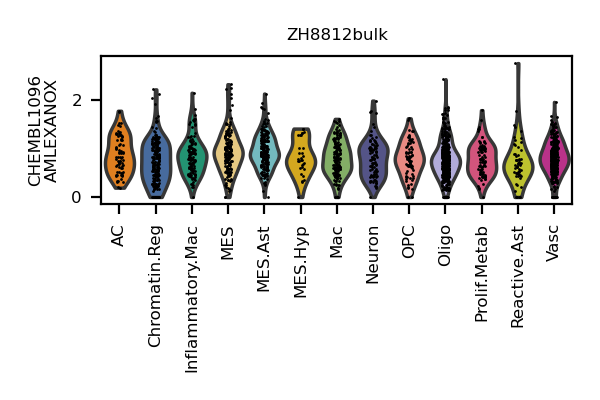 ZH8812bulk
CHEMBL1096
AMLEXANOX
2
0
AC
Chromatin.Reg
Inflammatory.Mac
MES
MES.Ast
MES.Hyp
Mac
Neuron
OPC
Oligo
Prolif.Metab
Reactive.Ast
Vasc